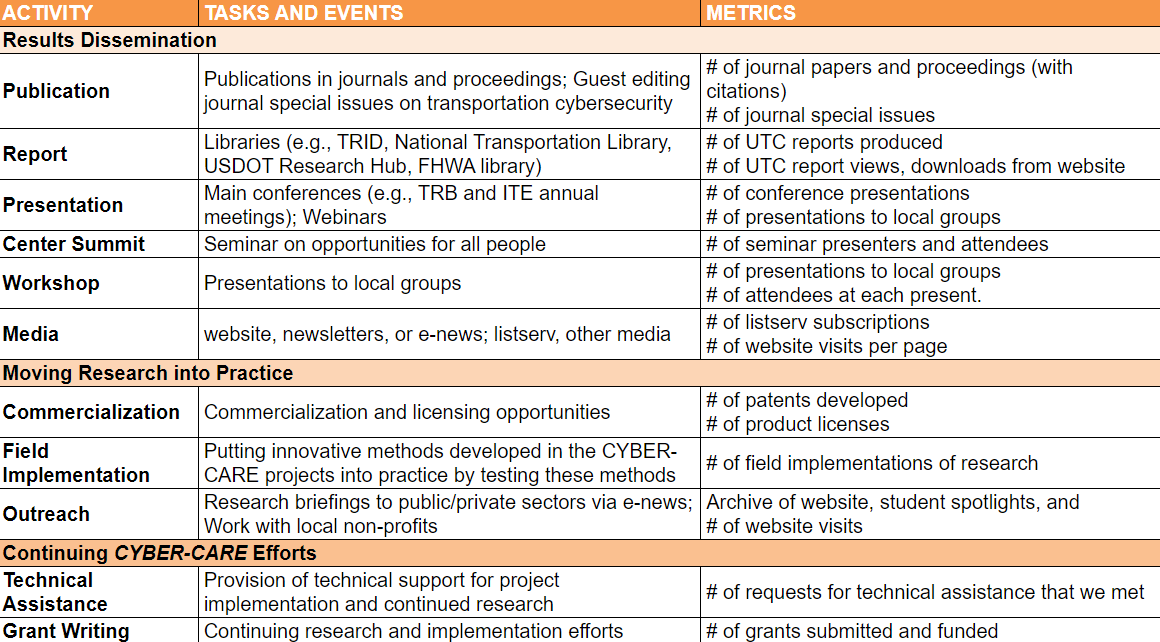 ACTIVITY TASKS AND EVENTS METRICS
Results Dissemination
Publication
Publications in journals and proceedings; Guest editing
journal special issues on transportation cybersecurity
# of journal papers and proceedings (with
citations)
# of journal special issues
Report
Libraries (e.g., TRID, National Transportation Library,
USDOT Research Hub, FHWA library)
# of UTC reports produced
# of UTC report views, downloads from website
Presentation
Main conferences (e.g., TRB and ITE annual
meetings); Webinars
# of conference presentations
# of presentations to local groups
Center Summit
Seminar on opportunities for all people
# of seminar presenters and attendees
Workshop
Presentations to local groups
# of presentations to local groups
# of attendees at each present.
Media
website, newsletters, or e-news; listserv, other media
# of listserv subscriptions
# of website visits per page
Moving Research into Practice
Commercialization
Commercialization and licensing opportunities
# of patents developed
# of product licenses
Field
Implementation
Putting innovative methods developed in the CYBER-
CARE projects into practice by testing these methods
# of field implementations of research
Outreach
Research briefings to public/private sectors via e-news;
Work with local non-profits
Archive of website, student spotlights, and
# of website visits
Continuing CYBER-CARE Efforts
Technical
Assistance
Provision of technical support for project
implementation and continued research
# of requests for technical assistance that we met
Grant Writing
Continuing research and implementation efforts
# of grants submitted and funded